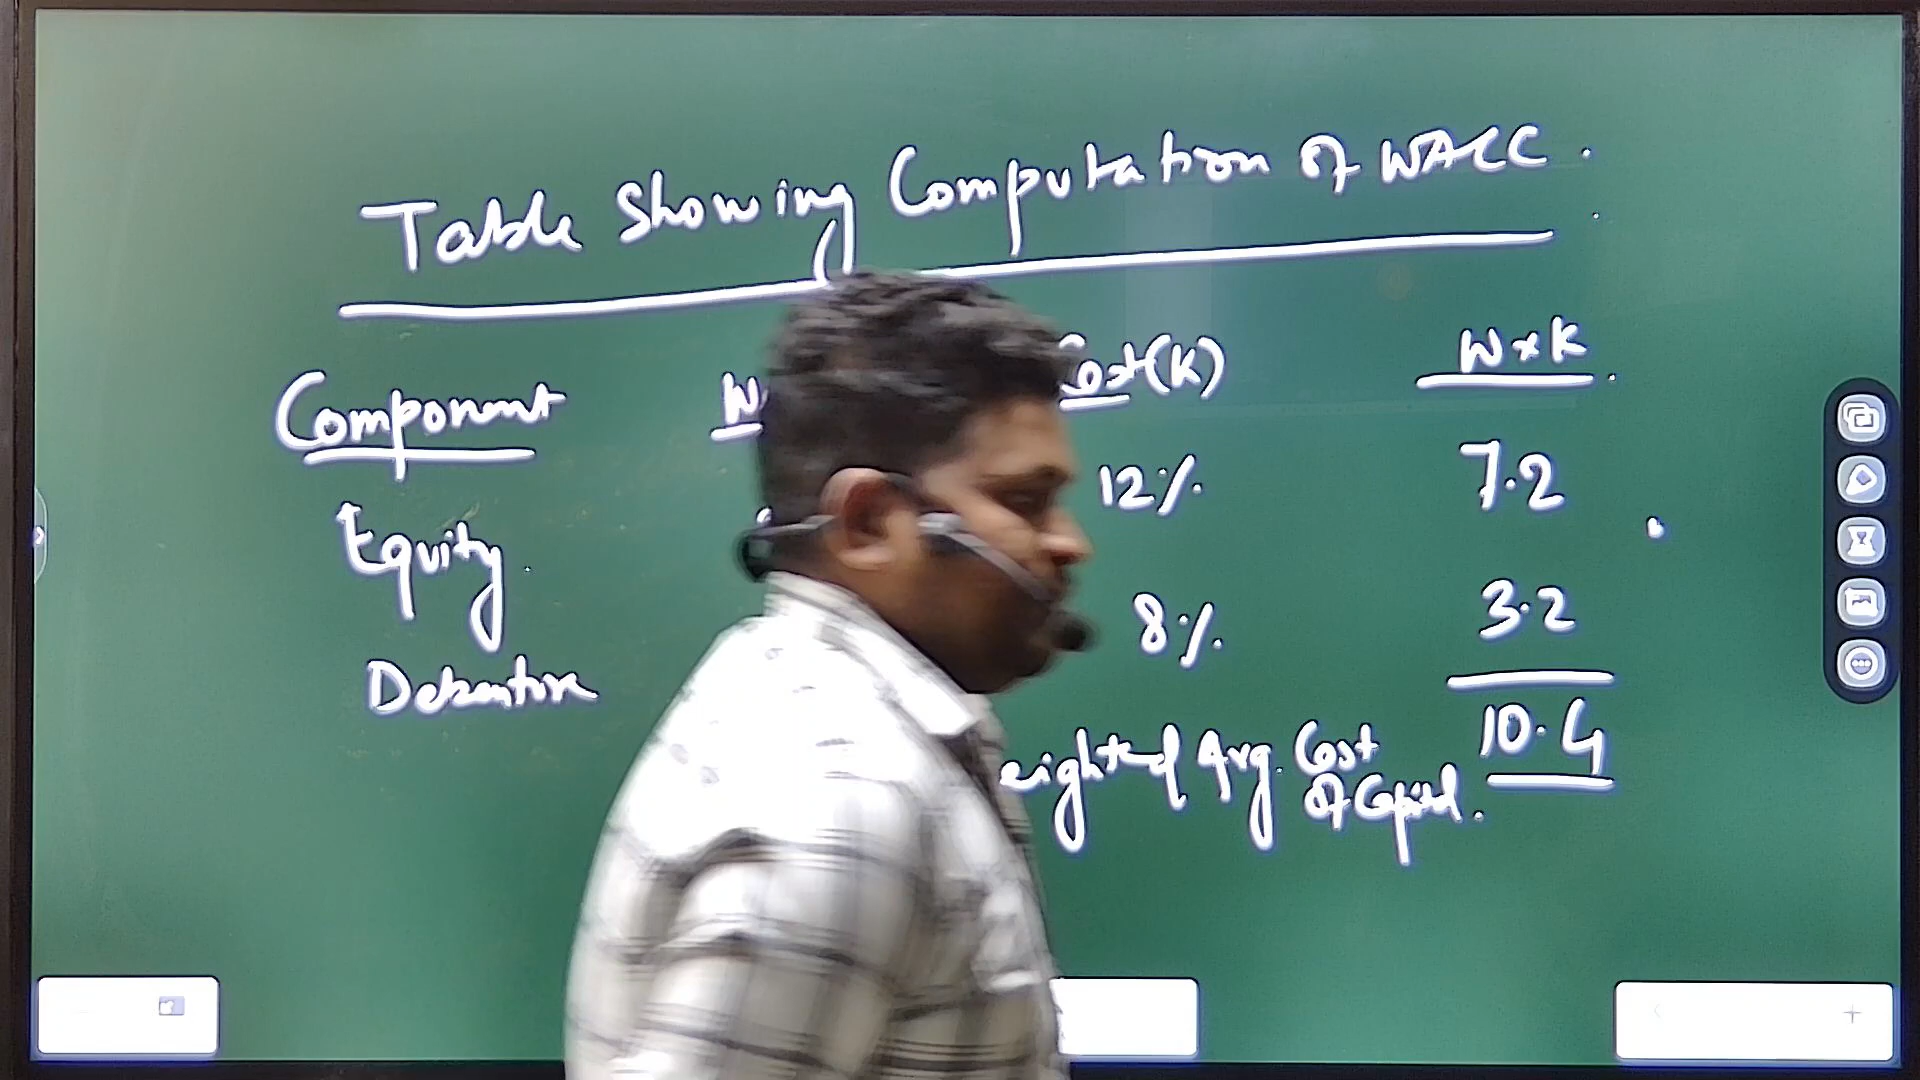 Table Showing Computation of WACC.
Component W Cost(K) W×K
Equity 12% 7.2
Debenture 8% 3.2
eighted Avg. Cost of Capital. 10.4